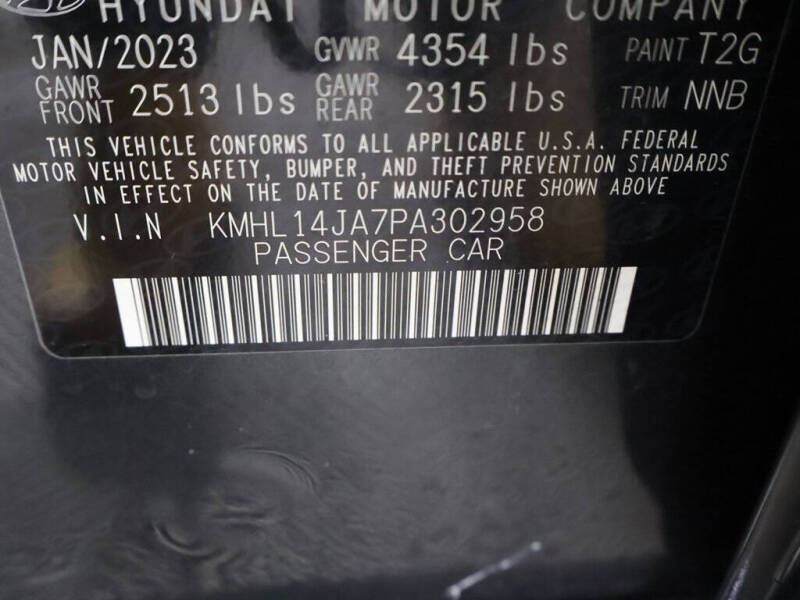 HYUNDAI MOTOR COMPANY
JAN/2023 GVWR 4354 lbs PAINT T2G
GAWR FRONT 2513 lbs GAWR REAR 2315 lbs TRIM NNB
THIS VEHICLE CONFORMS TO ALL APPLICABLE U.S.A. FEDERAL
MOTOR VEHICLE SAFETY, BUMPER, AND THEFT PREVENTION STANDARDS
IN EFFECT ON THE DATE OF MANUFACTURE SHOWN ABOVE
V.I.N KMHL14JA7PA302958
PASSENGER CAR